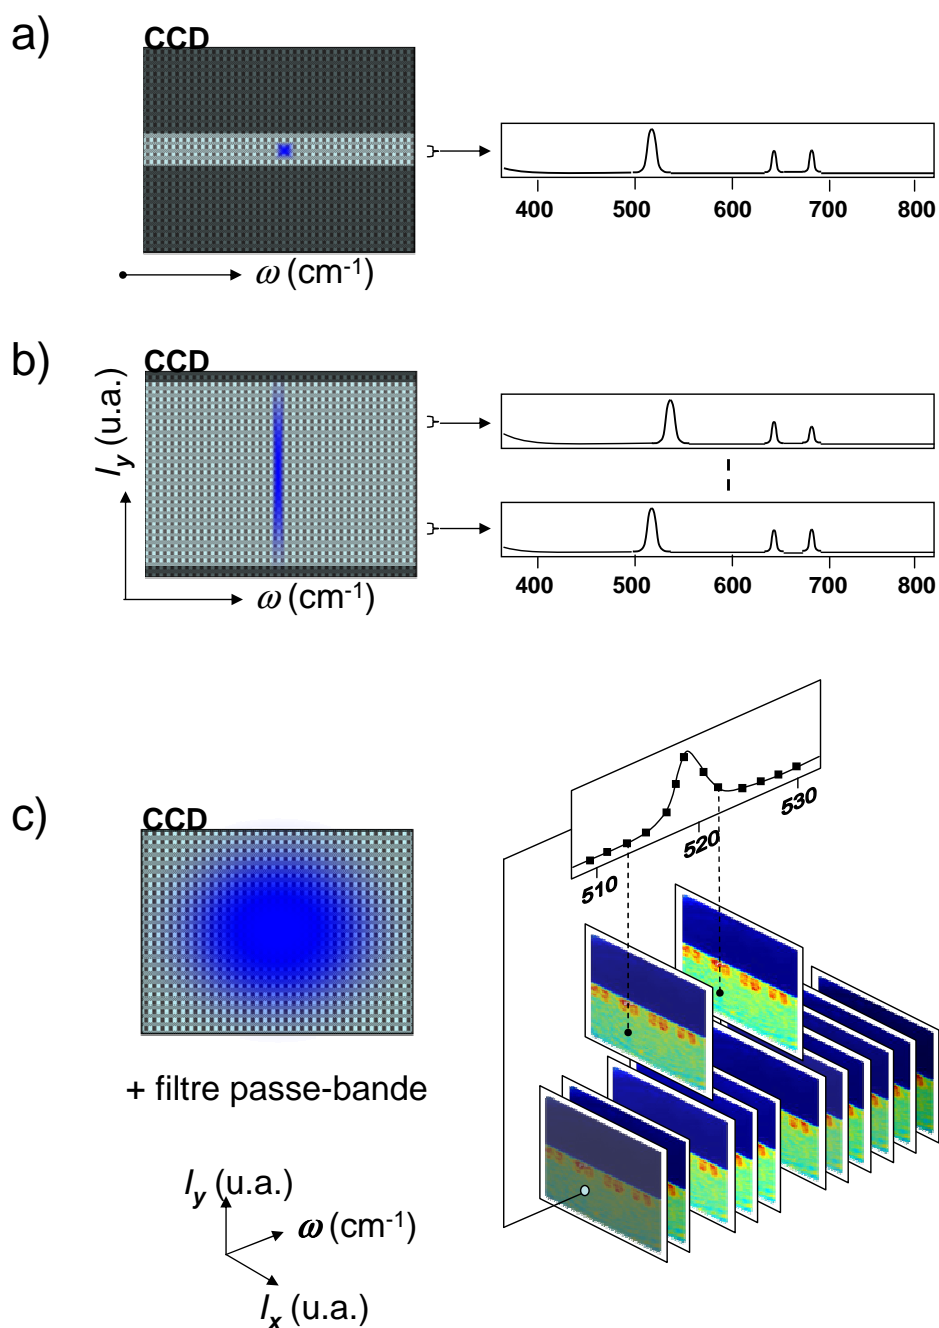 a)
CCD
400 500 600 700 800
ω (cm-1)
b)
CCD
Iy (u.a.)
ω (cm-1)
400 500 600 700 800
c)
CCD
510 520 530
+ filtre passe-bande
Iy (u.a.)
ω (cm-1)
Ix (u.a.)